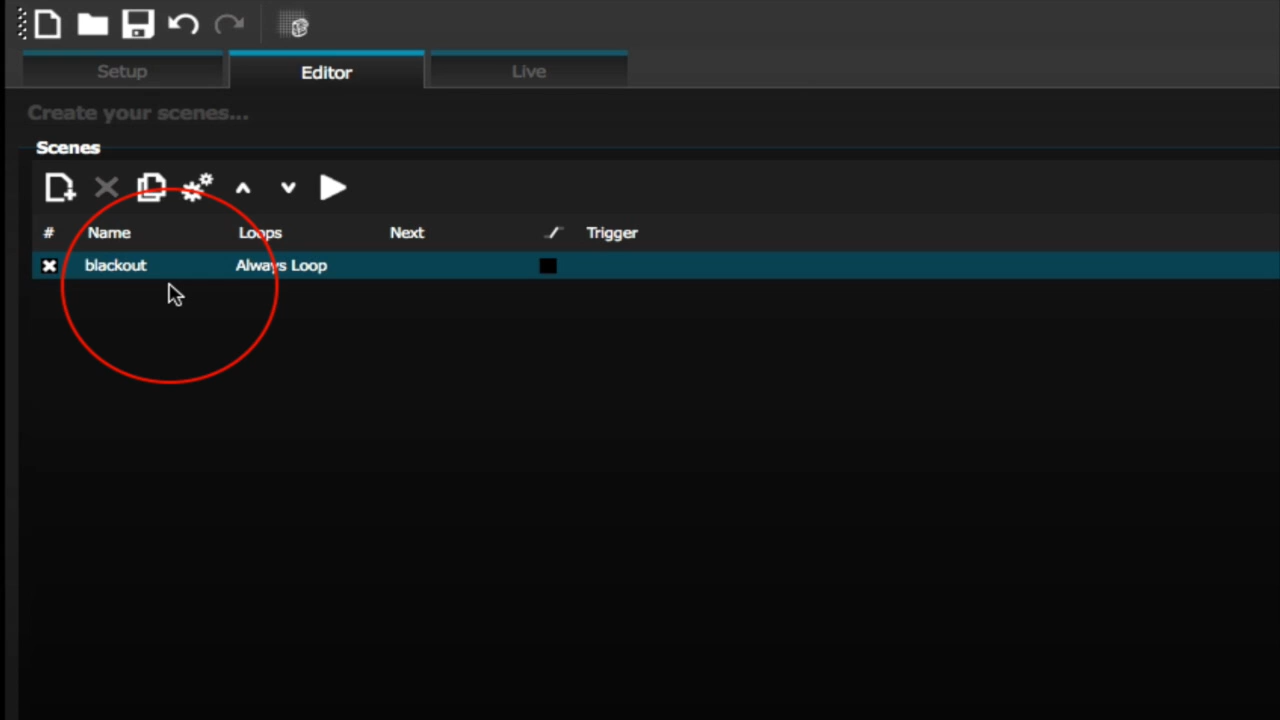 Setup Editor Live
Create your scenes...
Scenes
# Name Loops Next Trigger
blackout Always Loop